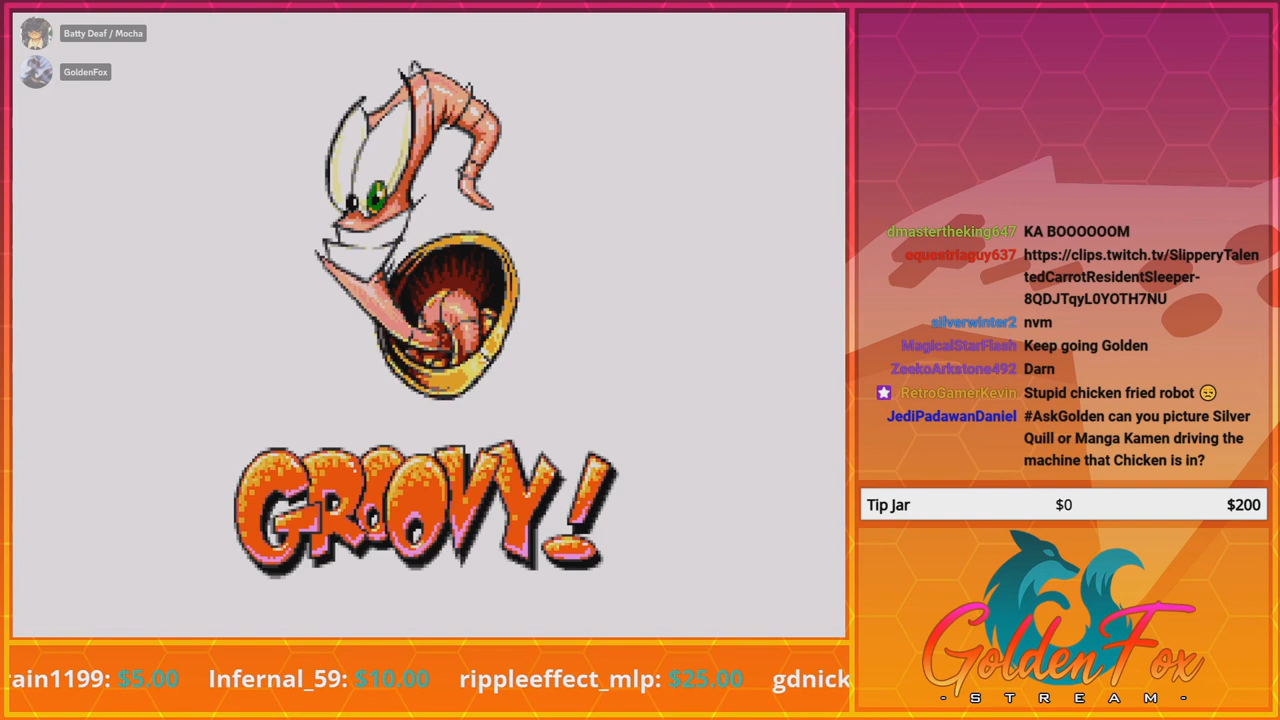 Batty Deaf / Mocha
GoldenFox
GROOVY!
dmastertheking647 KA BOOOOOOM
equestriaguy637 https://clips.twitch.tv/SlipperyTalen
tedCarrotResidentSleeper-
8QDJTqyL0YOTH7NU
silverwinter2 nvm
MagicalStarFlash Keep going Golden
ZeekoArkstone492 Darn
RetroGamerKevin Stupid chicken fried robot 😔
JediPadawanDaniel #AskGolden can you picture Silver
Quill or Manga Kamen driving the
machine that Chicken is in?
Tip Jar $0 $200
GoldenFox
- S T R E A M -
rain1199: $5.00 Infernal_59: $10.00 rippleeffect_mlp: $25.00 gdnick